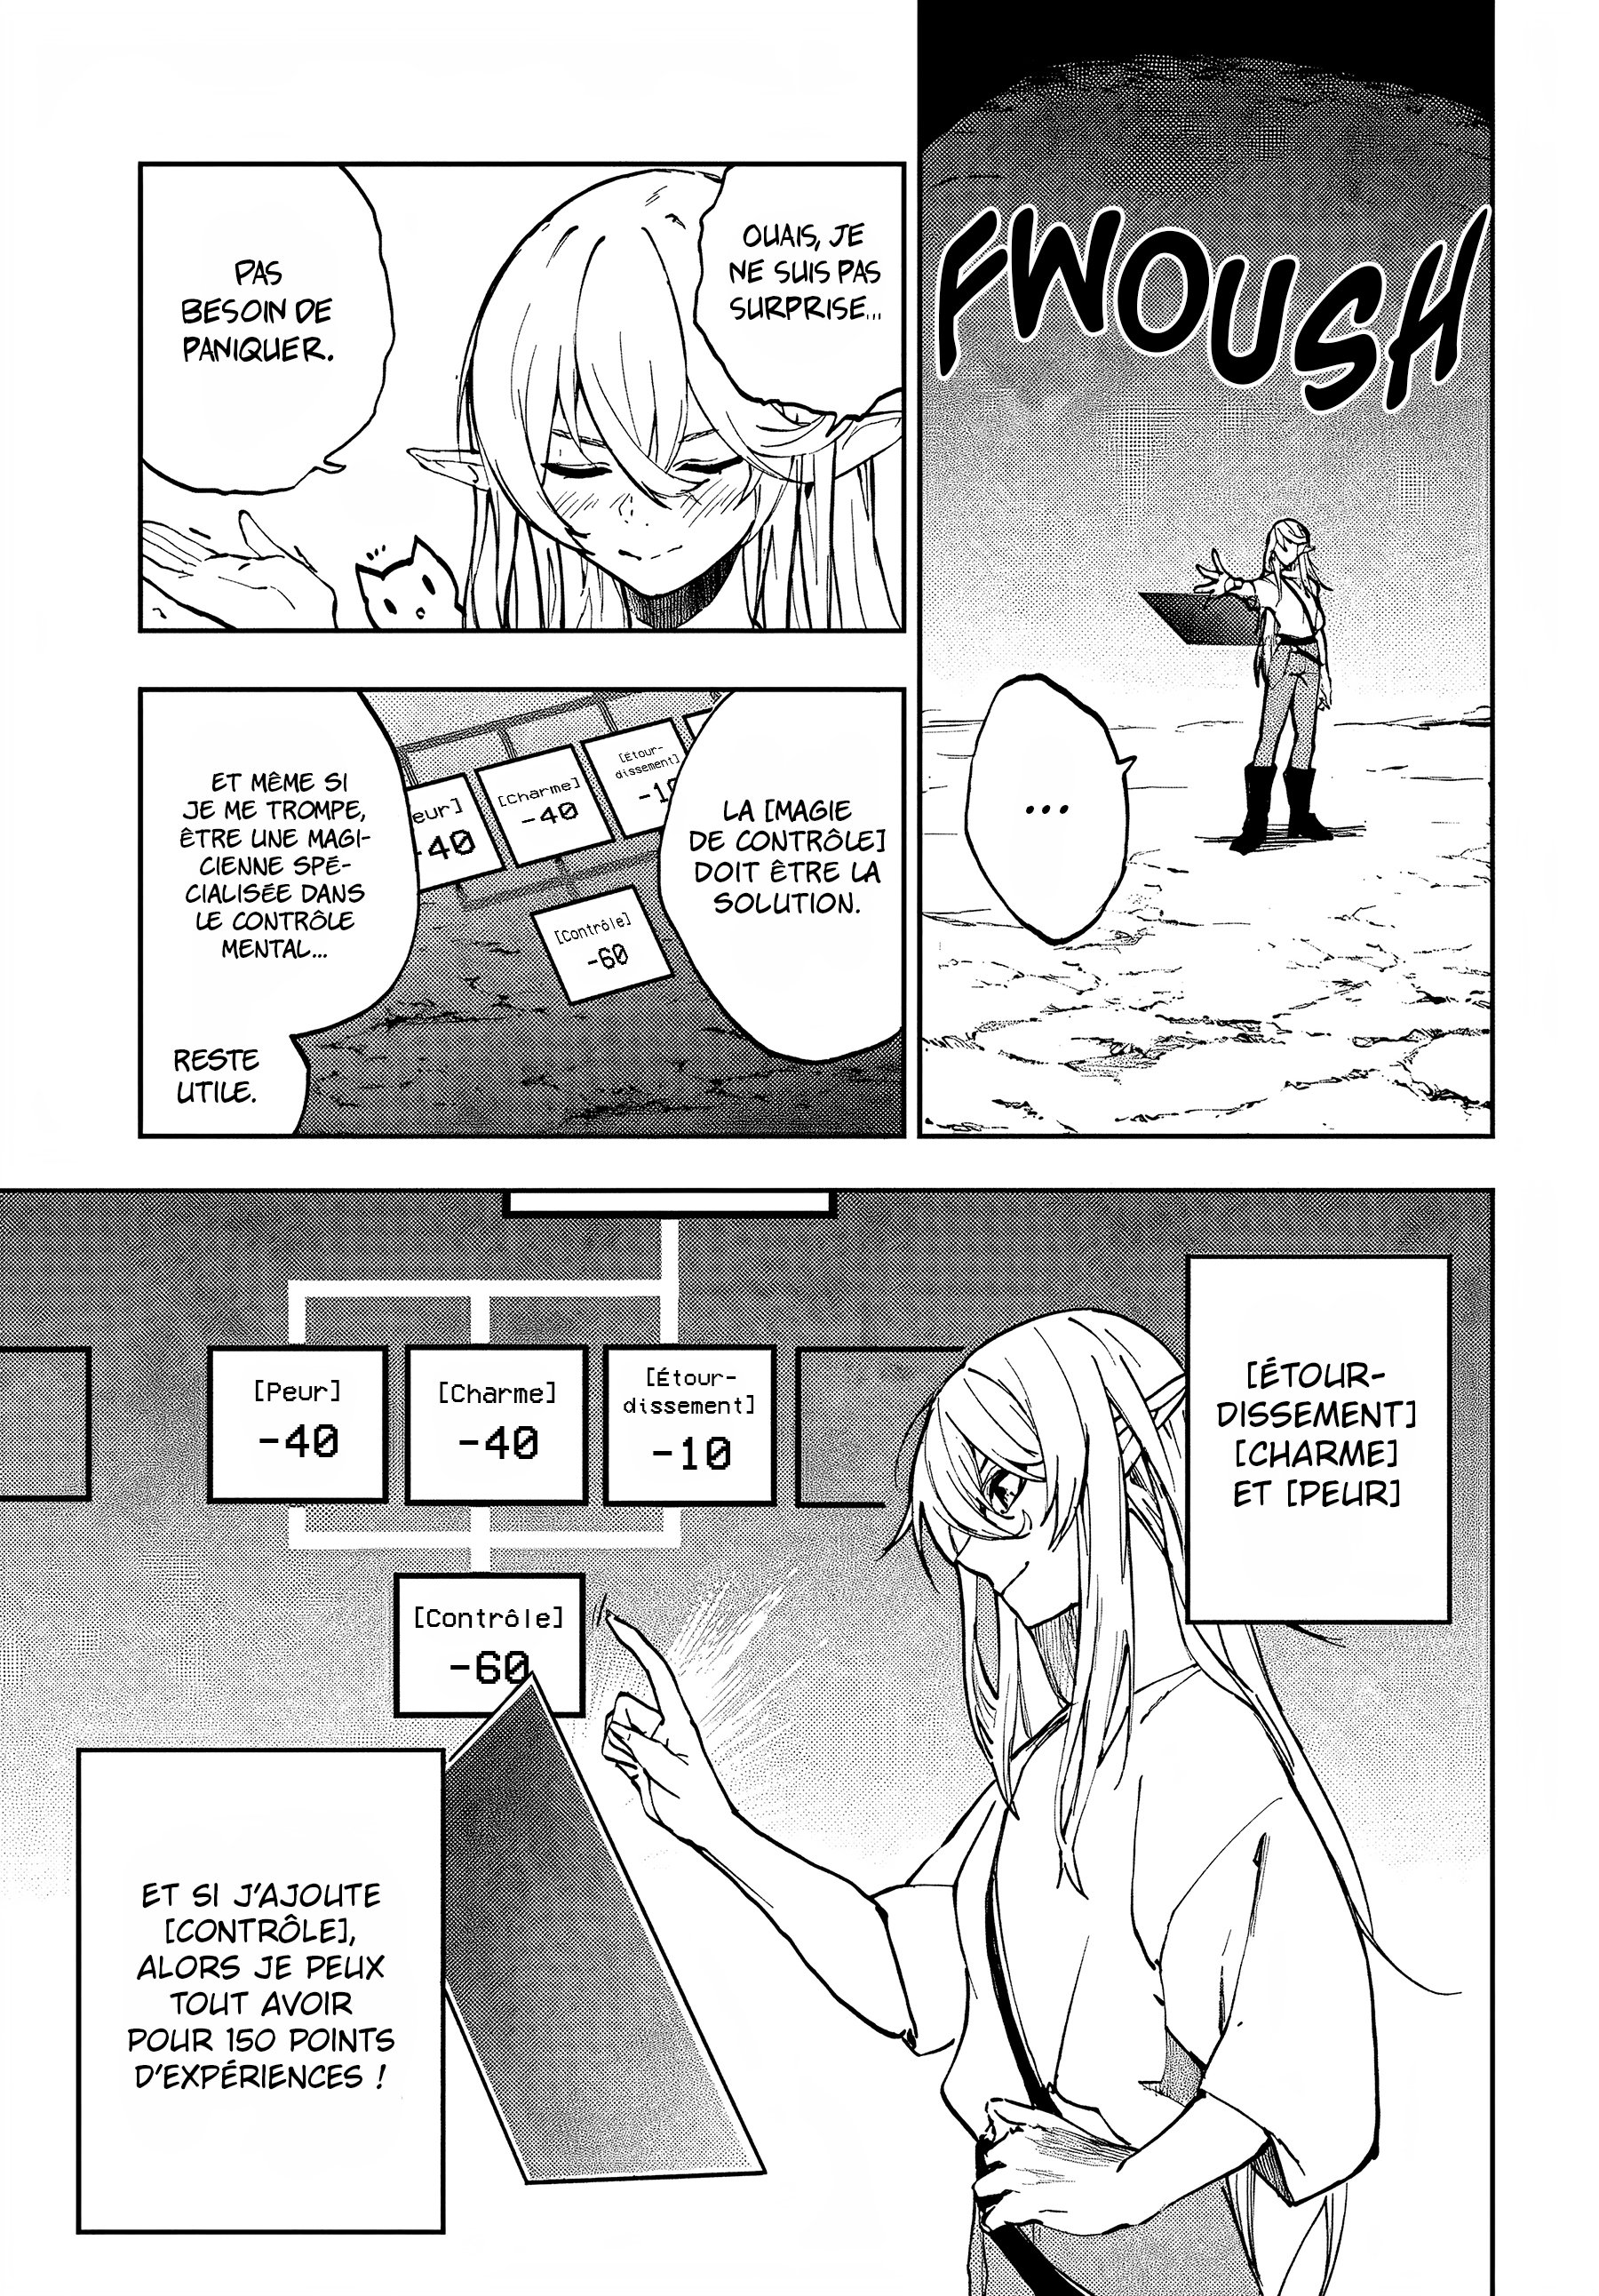 FWOUSH
...
OUAIS, JE
NE SUIS PAS
SURPRISE...
PAS
BESOIN DE
PANIQUER.
LA [MAGIE
DE CONTRÔLE]
DOIT ÊTRE LA
SOLUTION.
[Étour-
dissement]
-10
[Charme]
-40
eur]
-40
[Contrôle]
-60
ET MÊME SI
JE ME TROMPE,
ÊTRE UNE MAGI-
CIENNE SPÉ-
CIALISÉE DANS
LE CONTRÔLE
MENTAL...
RESTE
UTILE.
[ÉTOUR-
DISSEMENT]
[CHARME]
ET [PEUR]
[Peur]
-40
[Charme]
-40
[Étour-
dissement]
-10
[Contrôle]
-60
ET SI J'AJOUTE
[CONTRÔLE],
ALORS JE PEUX
TOUT AVOIR
POUR 150 POINTS
D'EXPÉRIENCES !